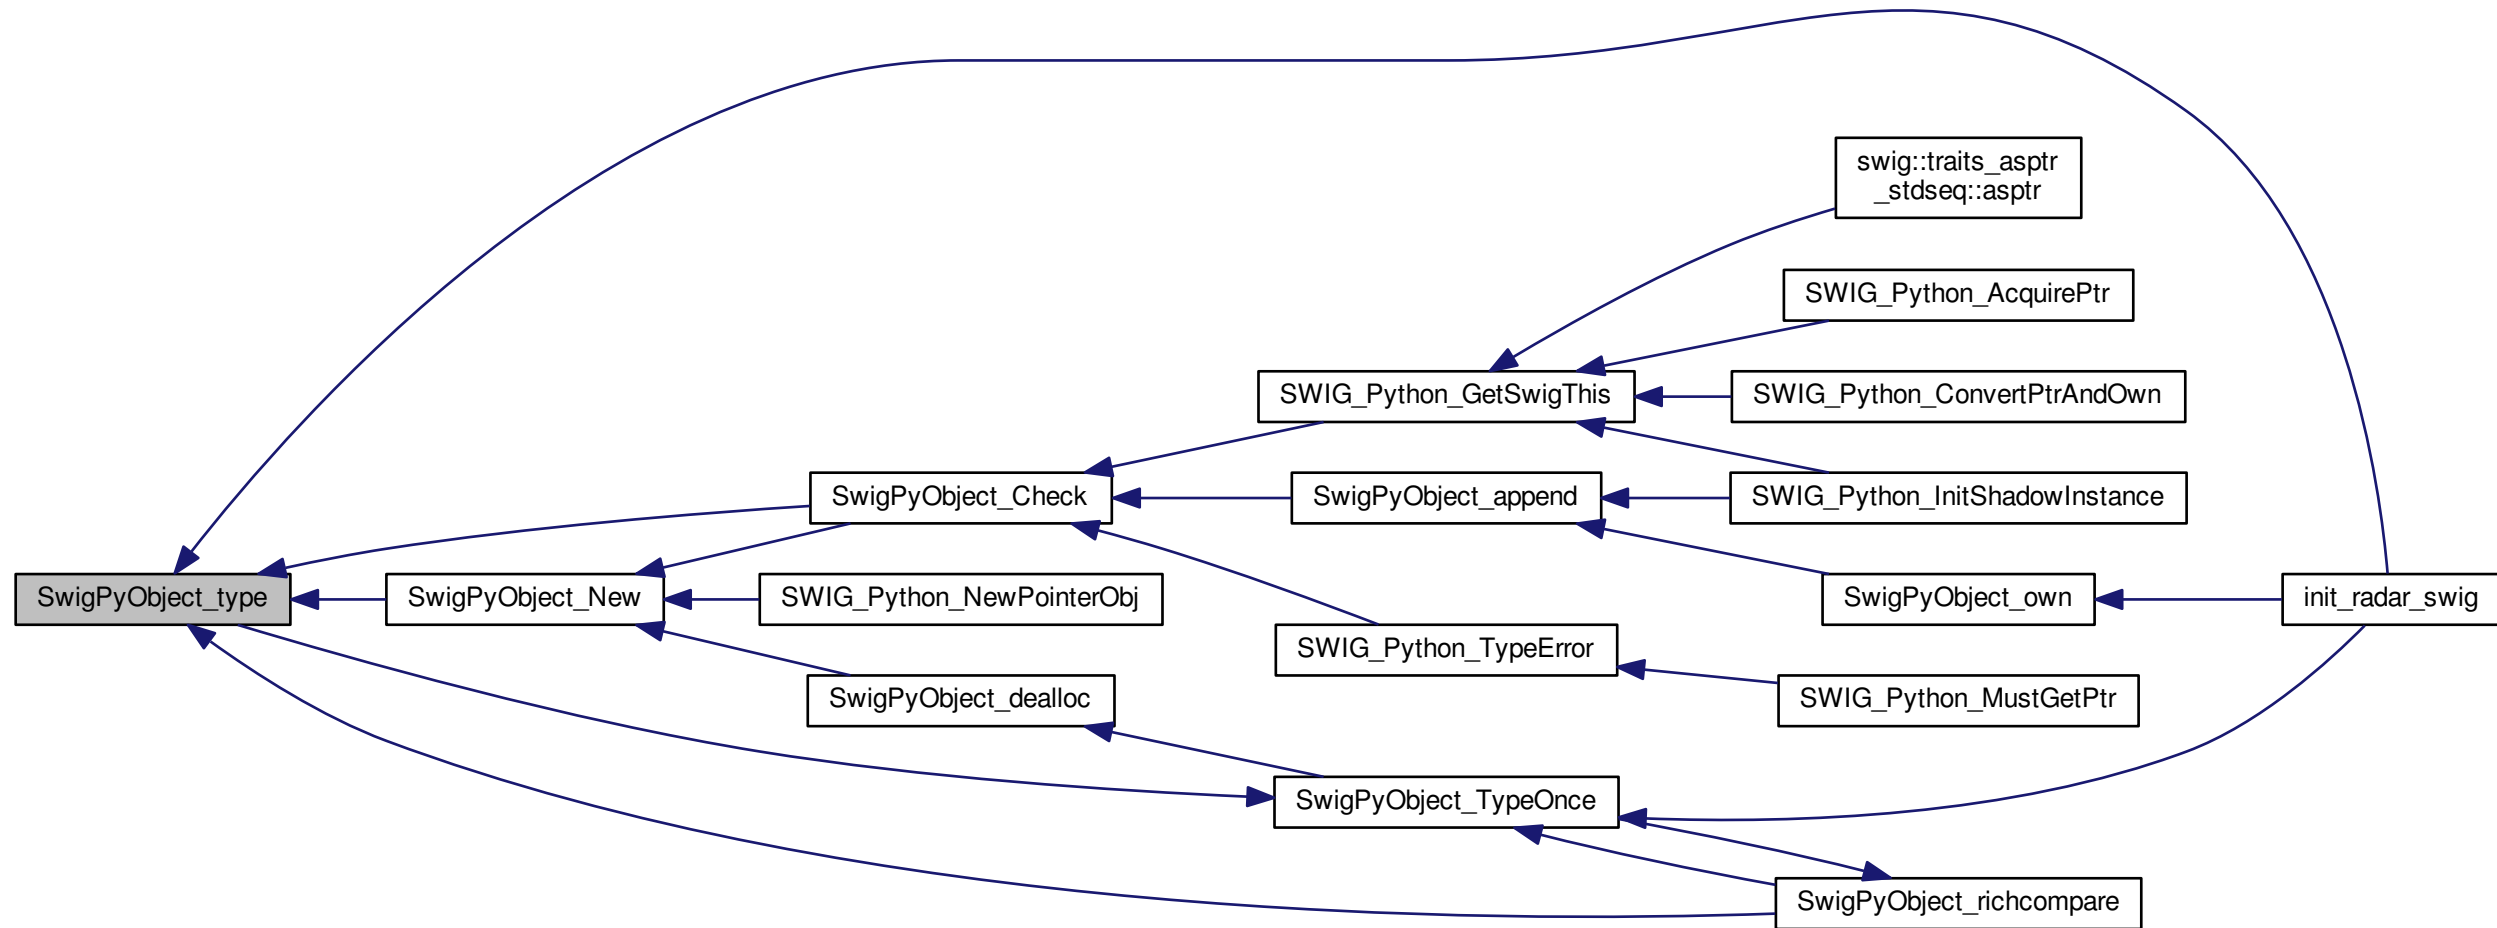 swig::traits_asptr
_stdseq::asptr
SWIG_Python_AcquirePtr
SWIG_Python_GetSwigThis
SWIG_Python_ConvertPtrAndOwn
SwigPyObject_Check
SwigPyObject_append
SWIG_Python_InitShadowInstance
SwigPyObject_type
SwigPyObject_New
SWIG_Python_NewPointerObj
SwigPyObject_own
init_radar_swig
SWIG_Python_TypeError
SwigPyObject_dealloc
SWIG_Python_MustGetPtr
SwigPyObject_TypeOnce
SwigPyObject_richcompare